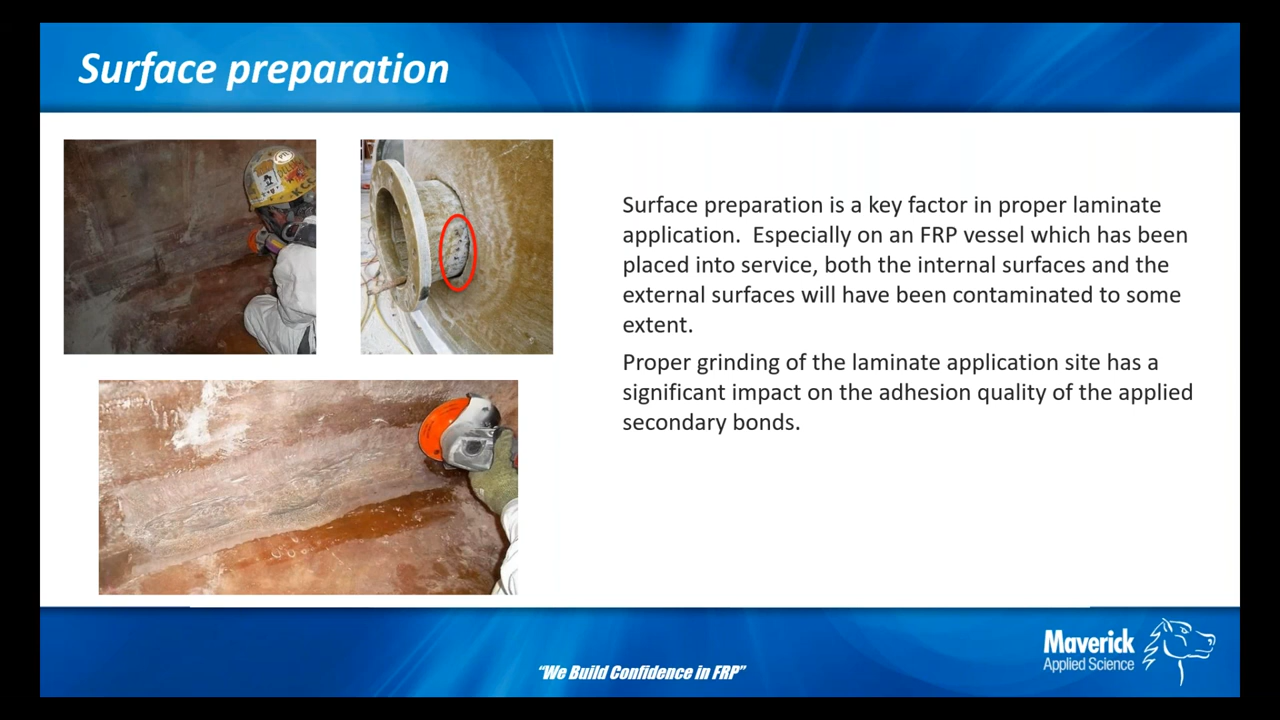 Surface preparation
Surface preparation is a key factor in proper laminate
application.  Especially on an FRP vessel which has been
placed into service, both the internal surfaces and the
external surfaces will have been contaminated to some
extent.
Proper grinding of the laminate application site has a
significant impact on the adhesion quality of the applied
secondary bonds.
“We Build Confidence in FRP”
Maverick
Applied Science